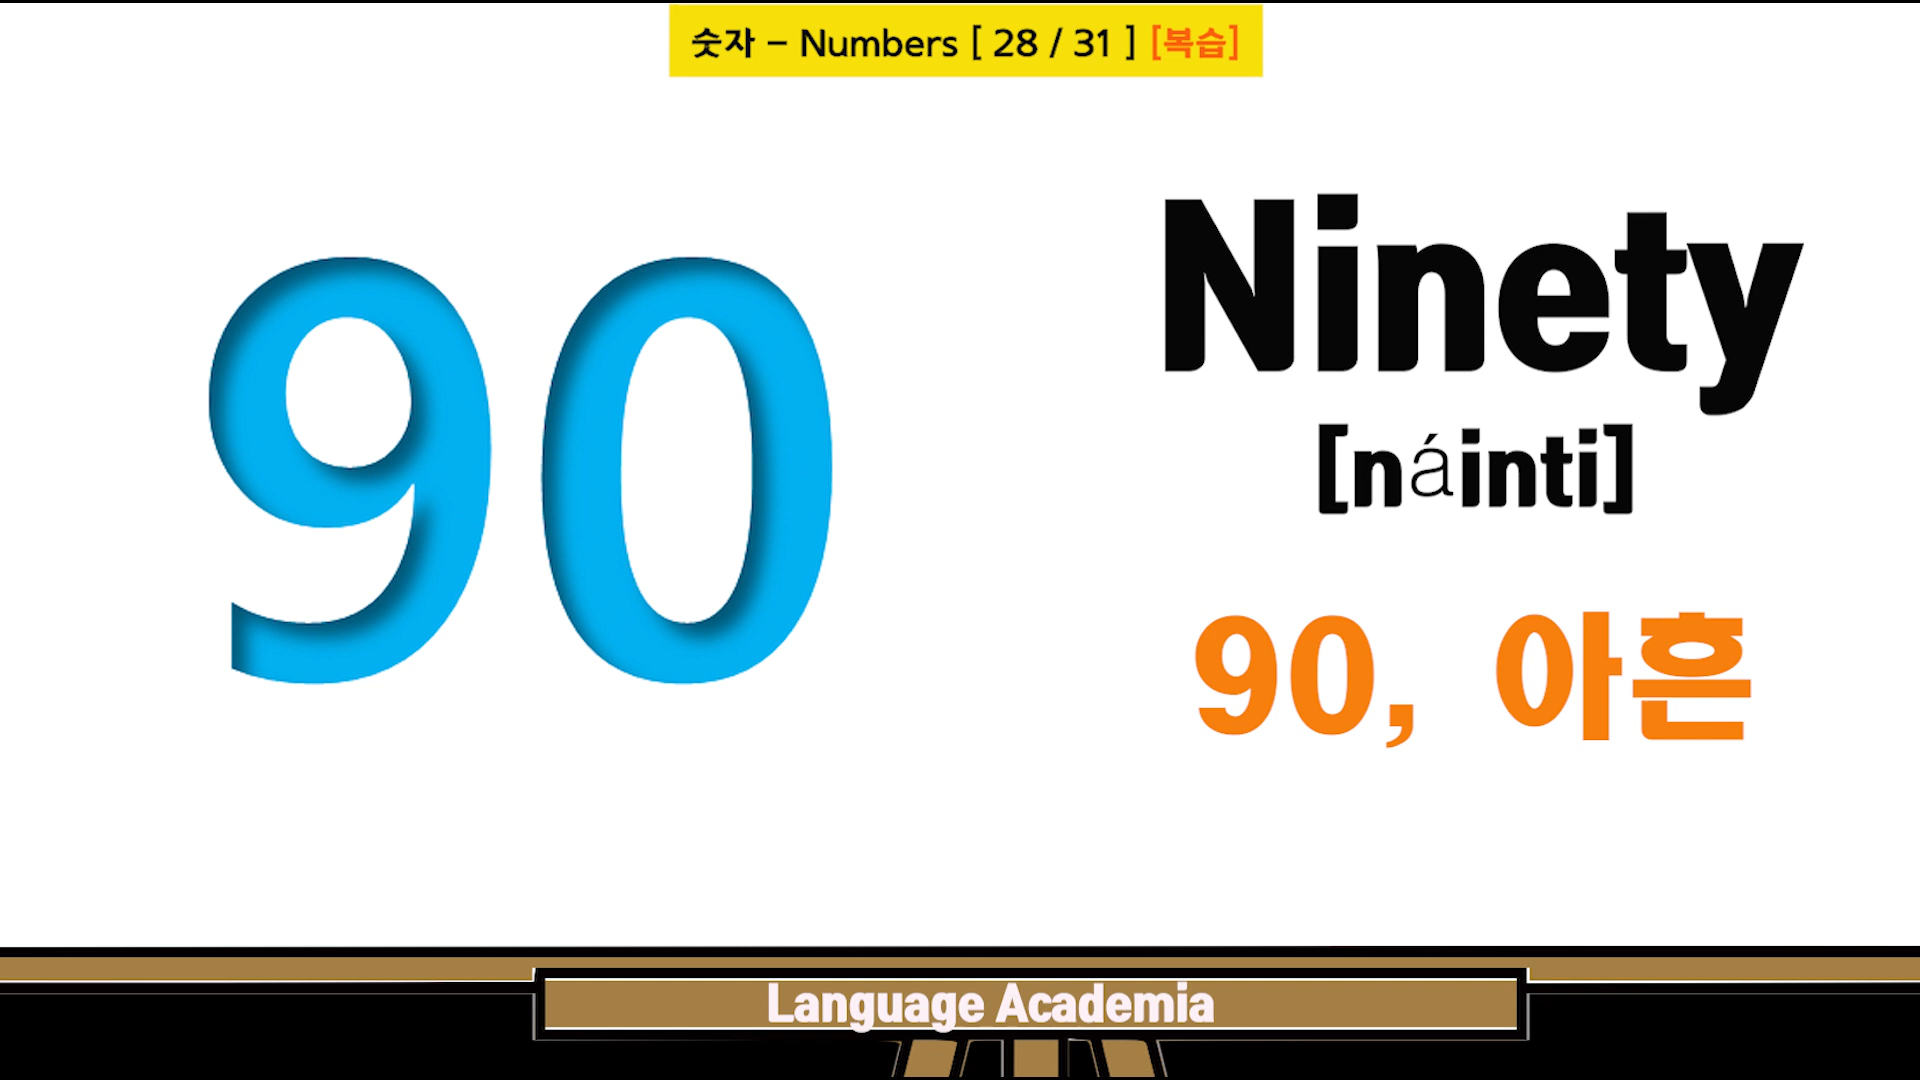 숫자 – Numbers [ 28 / 31 ] [복습]
90
Ninety
[náinti]
90, 아흔
Language Academia